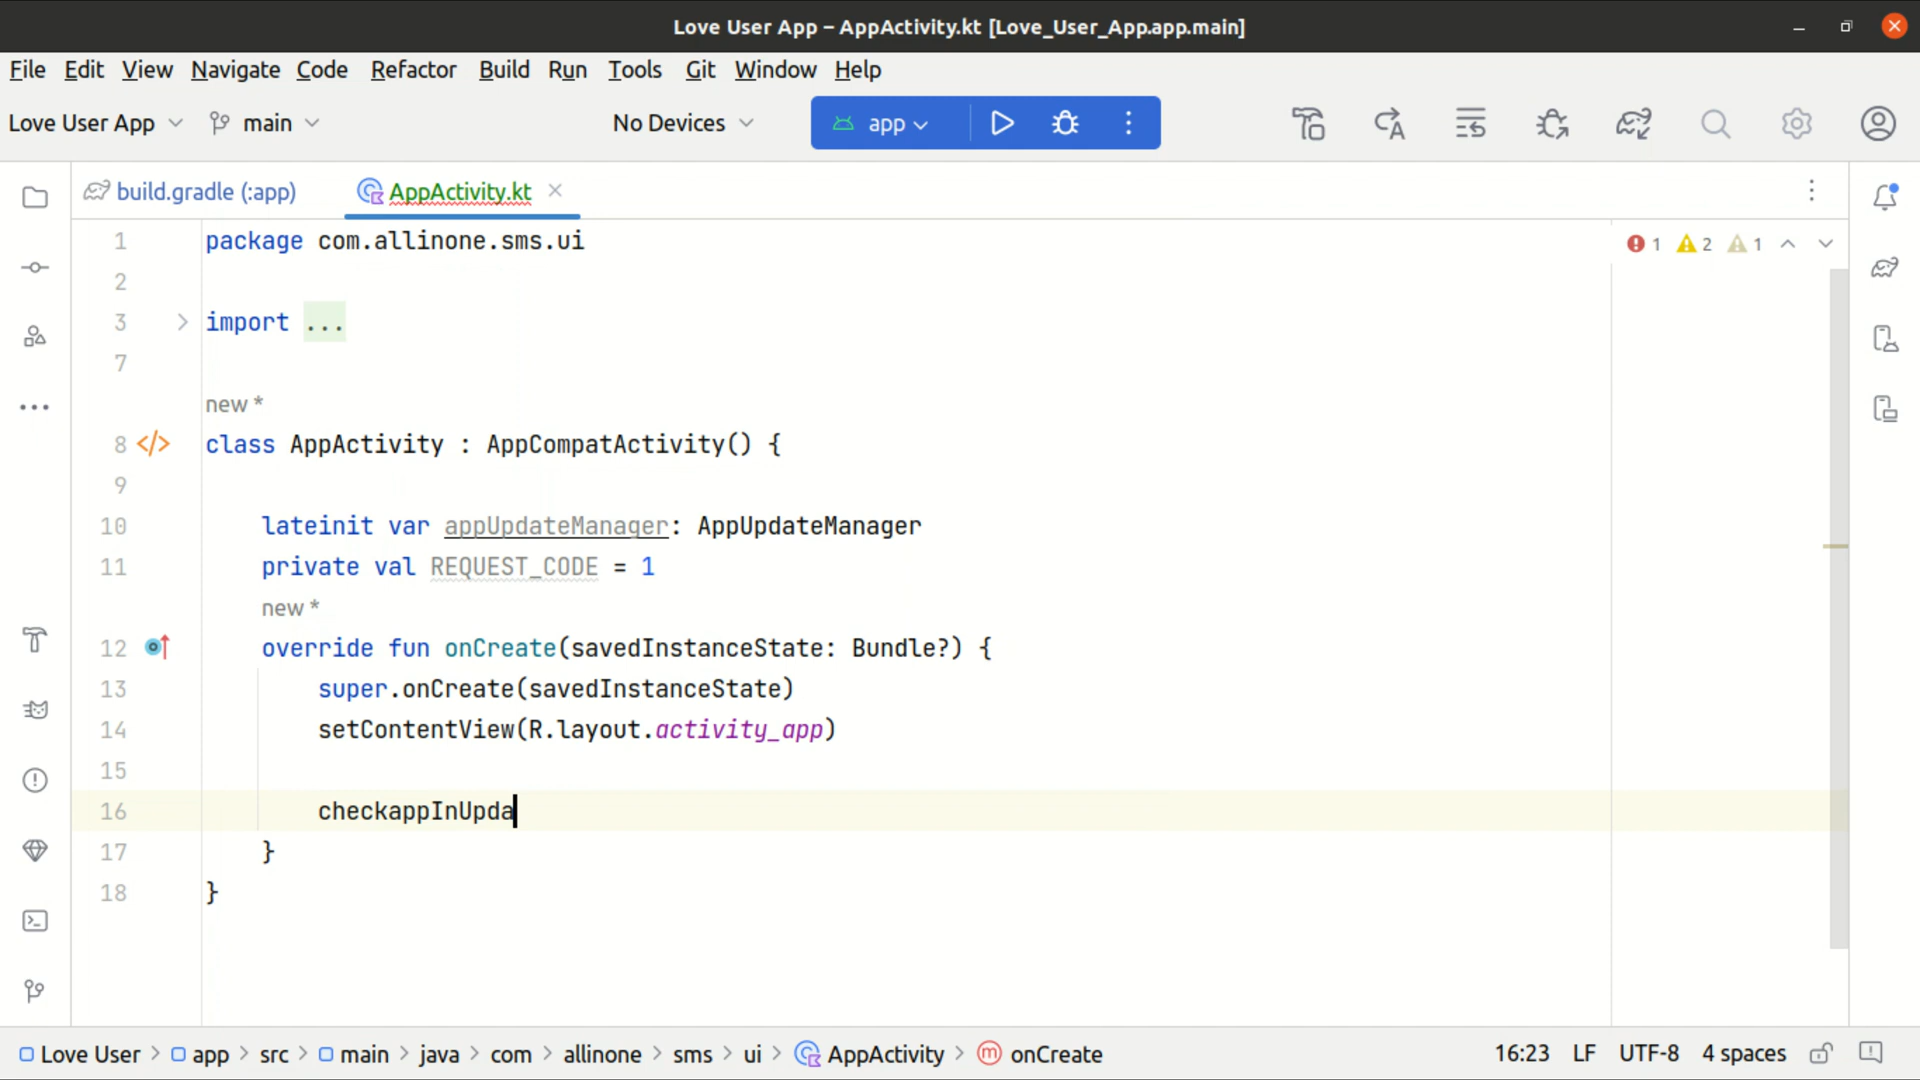 Love User App – AppActivity.kt [Love_User_App.app.main]
File Edit View Navigate Code Refactor Build Run Tools Git Window Help
Love User App main No Devices app
build.gradle (:app) AppActivity.kt
1 package com.allinone.sms.ui
1 2 1
2
3 import ...
7
new *
8 class AppActivity : AppCompatActivity() {
9
10 lateinit var appUpdateManager: AppUpdateManager
11 private val REQUEST_CODE = 1
new *
12 override fun onCreate(savedInstanceState: Bundle?) {
13 super.onCreate(savedInstanceState)
14 setContentView(R.layout.activity_app)
15
16 checkappInUpda
17 }
18 }
Love User > app > src > main > java > com > allinone > sms > ui > AppActivity > onCreate 16:23 LF UTF-8 4 spaces